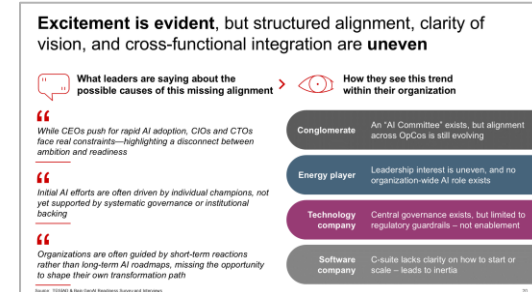 Excitement is evident, but structured alignment, clarity of
vision, and cross-functional integration are uneven
What leaders are saying about the
possible causes of this missing alignment
How they see this trend
within their organization
While CEOs push for rapid AI adoption, CIOs and CTOs
face real constraints—highlighting a disconnect between
ambition and readiness
Initial AI efforts are often driven by individual champions, not
yet supported by systematic governance or institutional
backing
Organizations are often guided by short-term reactions
rather than long-term AI roadmaps, missing the opportunity
to shape their own transformation path
Conglomerate
An "AI Committee" exists, but alignment
across OpCos is still evolving
Energy player
Leadership interest is uneven, and no
organization-wide AI role exists
Technology
company
Central governance exists, but limited to
regulatory guardrails – not enablement
Software
company
C-suite lacks clarity on how to start or
scale – leads to inertia